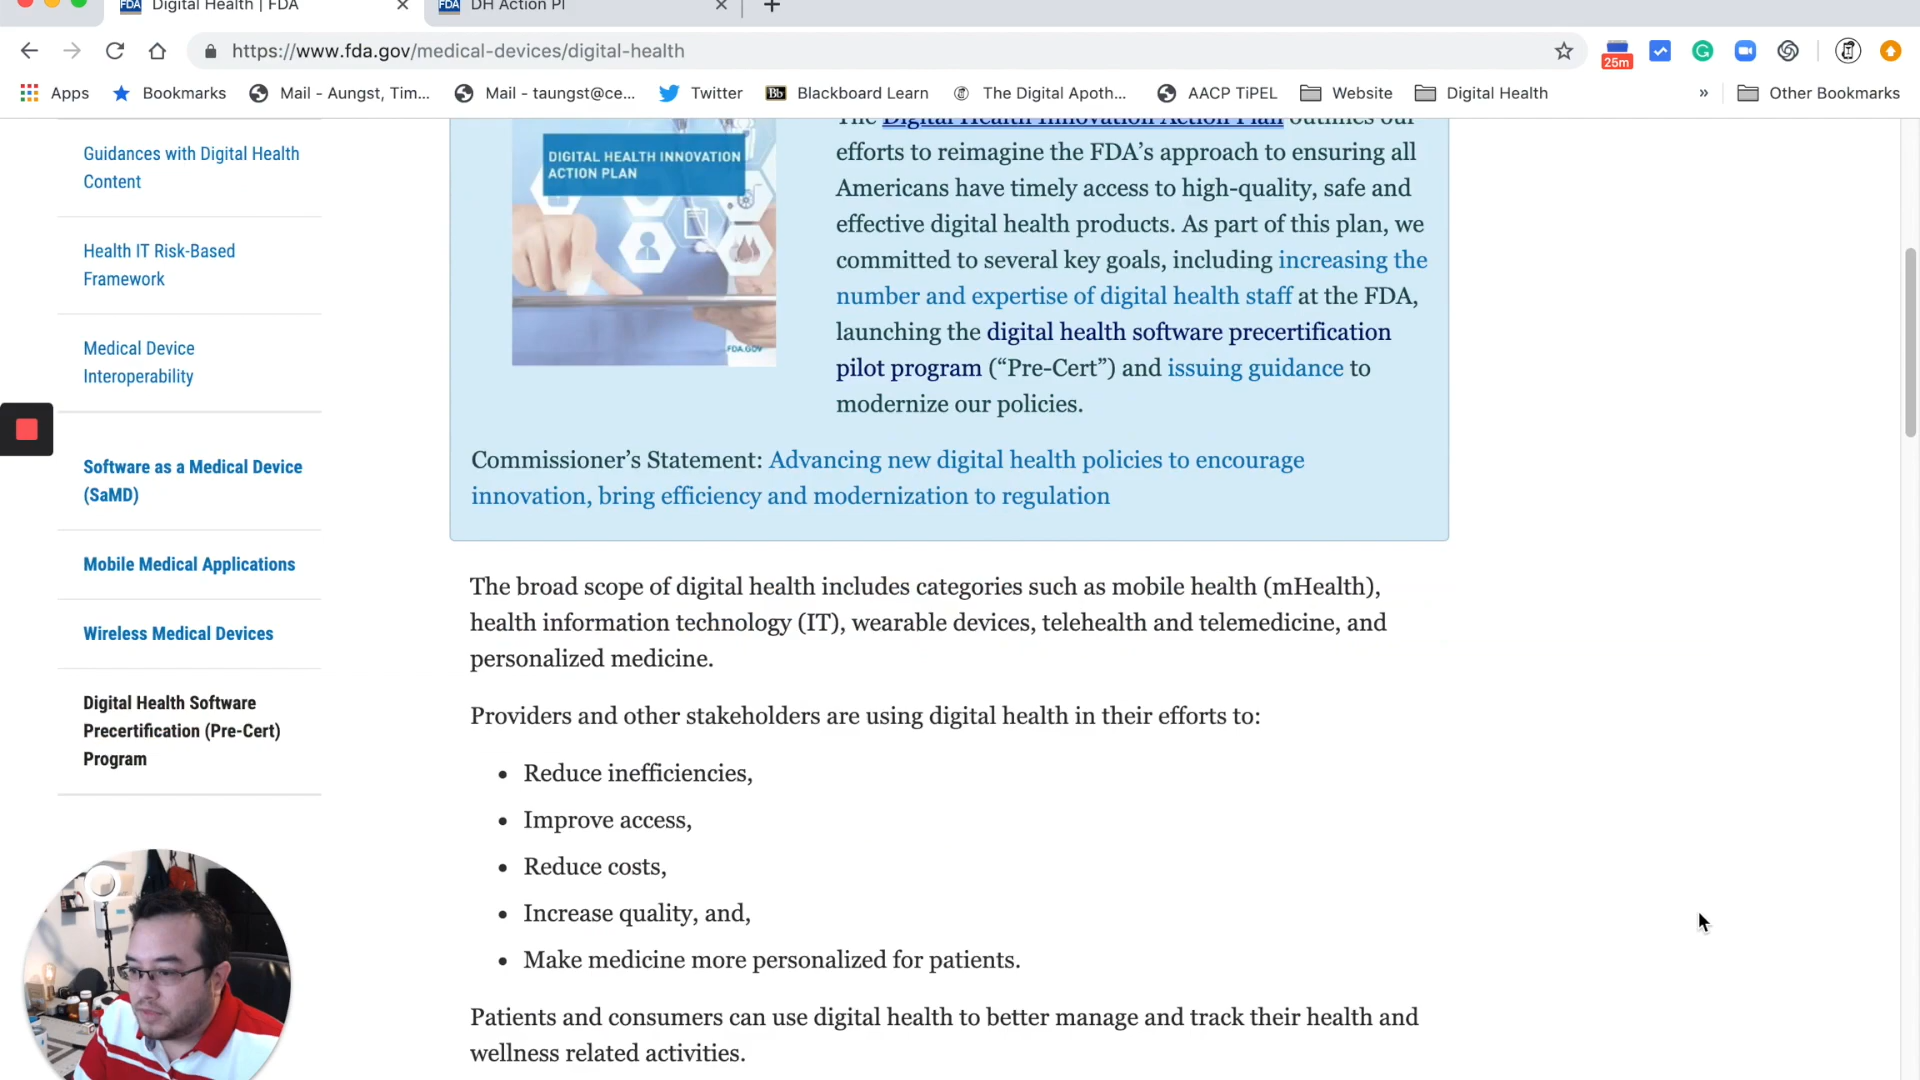 Digital Health | FDA
DH Action Pl
https://www.fda.gov/medical-devices/digital-health
25m
Apps Bookmarks Mail - Aungst, Tim... Mail - taungst@ce... Twitter Bb Blackboard Learn The Digital Apoth... AACP TiPEL Website Digital Health » Other Bookmarks
Guidances with Digital Health
Content
Health IT Risk-Based
Framework
Medical Device
Interoperability
Software as a Medical Device
(SaMD)
Mobile Medical Applications
Wireless Medical Devices
Digital Health Software
Precertification (Pre-Cert)
Program
DIGITAL HEALTH INNOVATION
ACTION PLAN
FDA.GOV
The Digital Health Innovation Action Plan outlines our
efforts to reimagine the FDA’s approach to ensuring all
Americans have timely access to high-quality, safe and
effective digital health products. As part of this plan, we
committed to several key goals, including increasing the
number and expertise of digital health staff at the FDA,
launching the digital health software precertification
pilot program (“Pre-Cert”) and issuing guidance to
modernize our policies.
Commissioner’s Statement: Advancing new digital health policies to encourage
innovation, bring efficiency and modernization to regulation
The broad scope of digital health includes categories such as mobile health (mHealth),
health information technology (IT), wearable devices, telehealth and telemedicine, and
personalized medicine.
Providers and other stakeholders are using digital health in their efforts to:
• Reduce inefficiencies,
• Improve access,
• Reduce costs,
• Increase quality, and,
• Make medicine more personalized for patients.
Patients and consumers can use digital health to better manage and track their health and
wellness related activities.